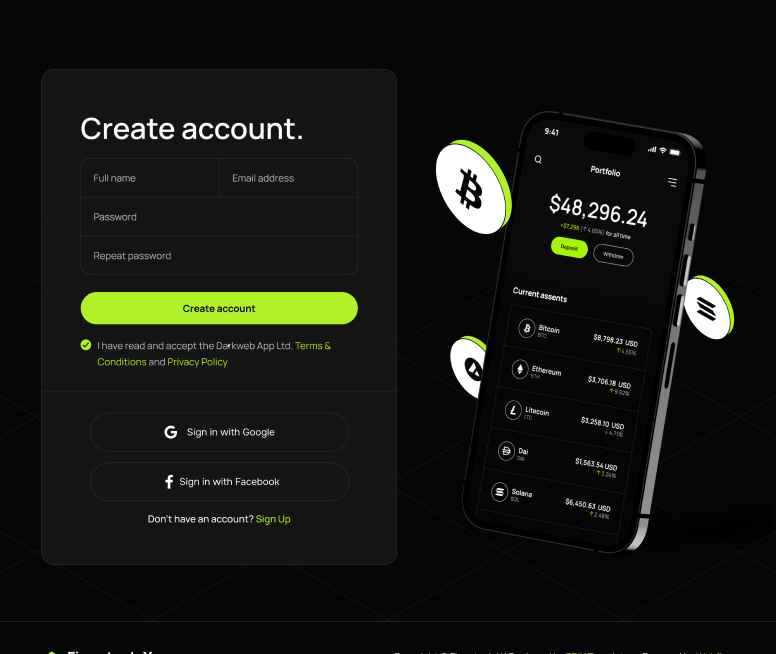 Create account.
Full name
Email address
Password
Repeat password
Create account
I have read and accept the Darkweb App Ltd. Terms &
Conditions and Privacy Policy
Sign in with Google
Sign in with Facebook
Don't have an account? Sign Up
9:41
Portfolio
$48,296.24
+$7,296 (↑4.65%) for all time
Deposit
Withdraw
Current assents
Bitcoin
BTC
$8,798.23 USD
↑4.65%
Ethereum
ETH
$3,706.18 USD
↑9.92%
Litecoin
LTC
$3,258.10 USD
↓4.71%
Dai
DAI
$1,563.54 USD
↑3.24%
Solana
SOL
$6,450.63 USD
↑2.48%